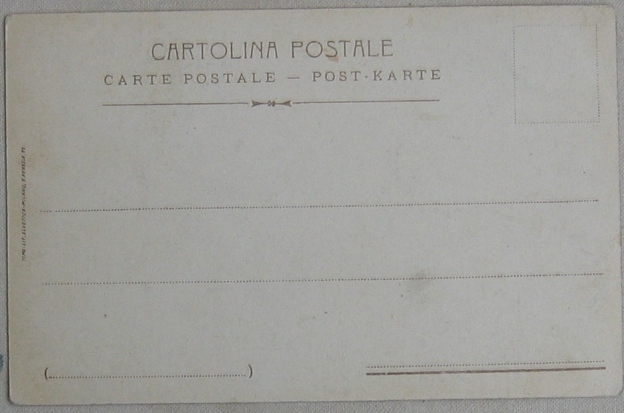 CARTOLINA POSTALE
CARTE POSTALE — POST-KARTE